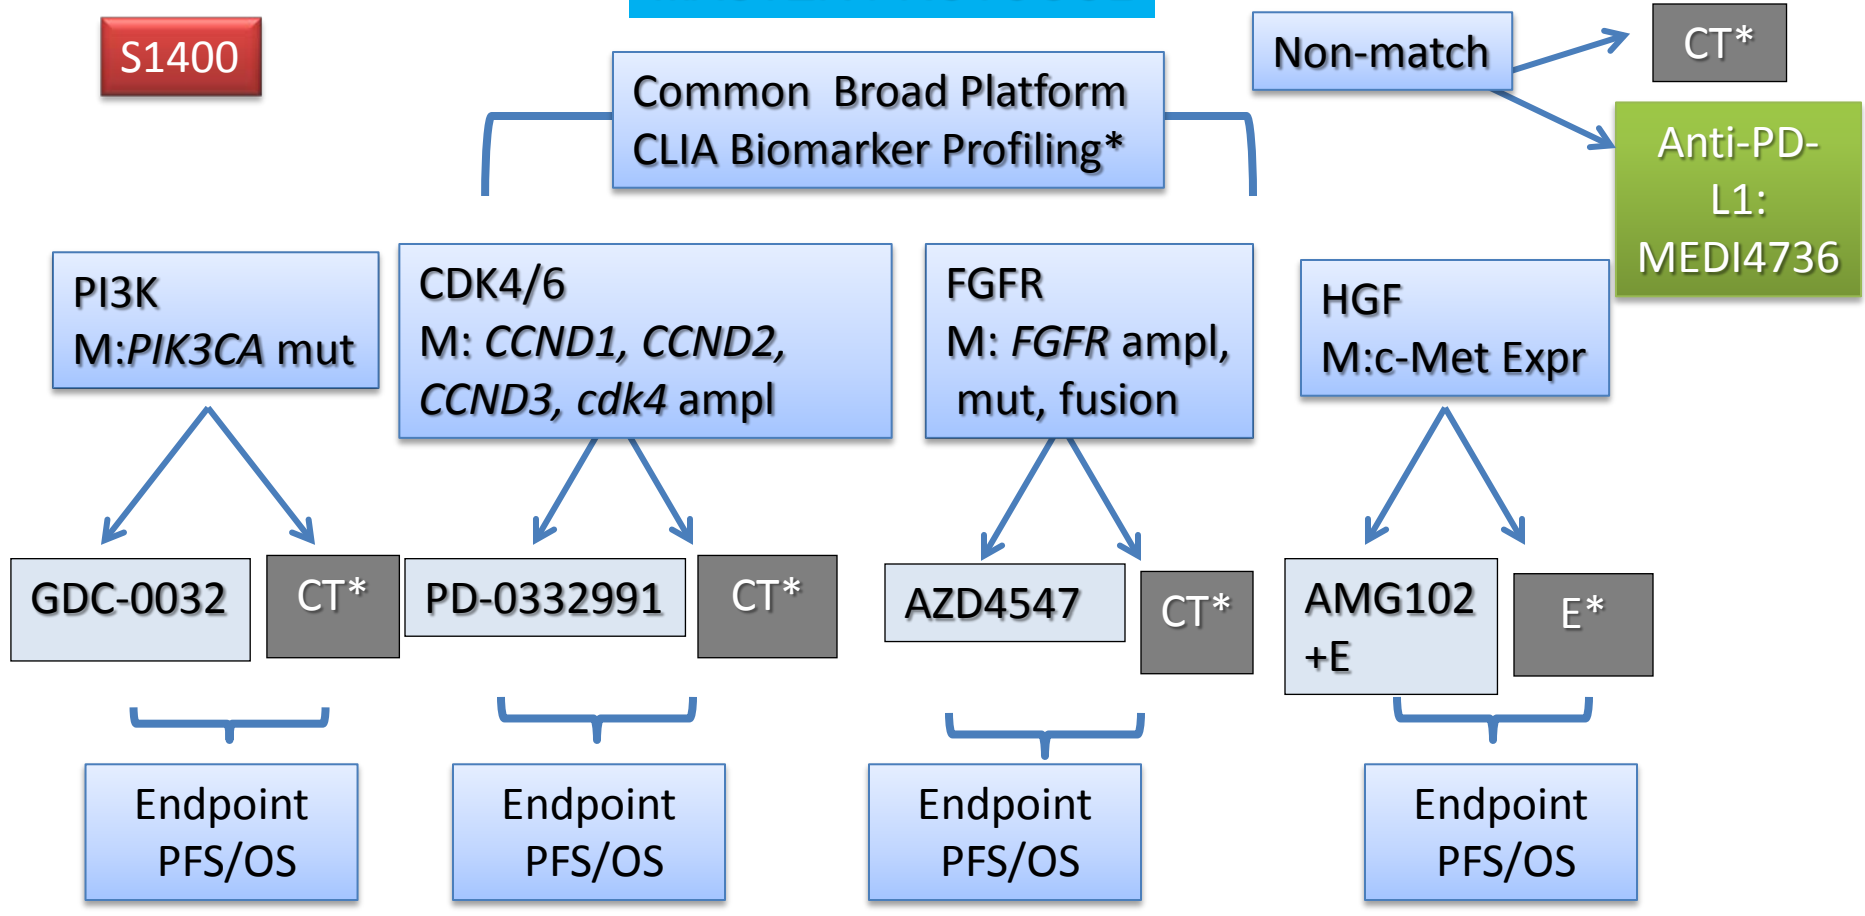 S1400
Common Broad Platform
CLIA Biomarker Profiling*
Non-match
CT*
Anti-PD-
L1:
MEDI4736
PI3K
M:PIK3CA mut
CDK4/6
M: CCND1, CCND2,
CCND3, cdk4 ampl
FGFR
M: FGFR ampl,
mut, fusion
HGF
M:c-Met Expr
GDC-0032
CT*
PD-0332991
CT*
AZD4547
CT*
AMG102
+E
E*
Endpoint
PFS/OS
Endpoint
PFS/OS
Endpoint
PFS/OS
Endpoint
PFS/OS